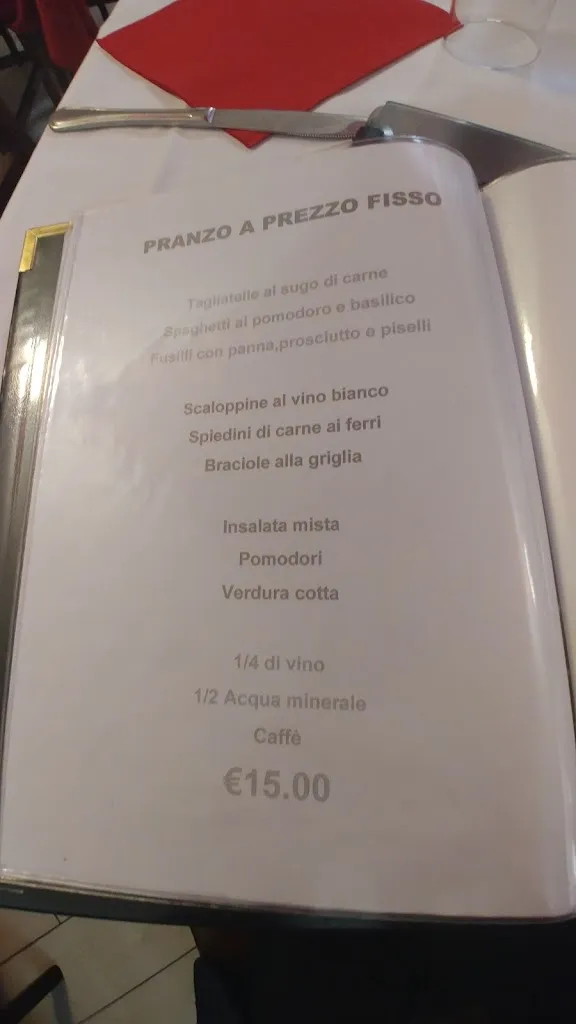 PRANZO A PREZZO FISSO
Tagliatelle al sugo di carne
Spaghetti al pomodoro e basilico
Fusilli con panna,prosciutto e piselli
Scaloppine al vino bianco
Spiedini di carne ai ferri
Braciole alla griglia
Insalata mista
Pomodori
Verdura cotta
1/4 di vino
1/2 Acqua minerale
Caffè
€15.00